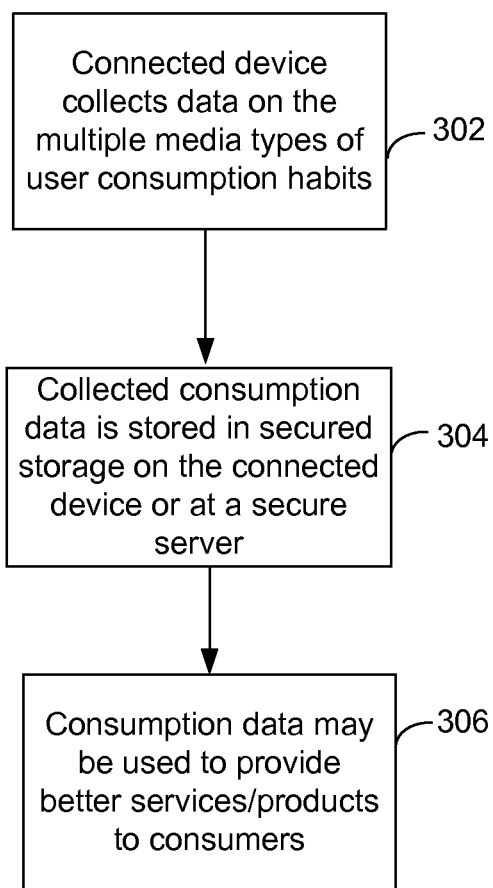 Connected device
collects data on the
multiple media types of
user consumption habits
302
Collected consumption
data is stored in secured
storage on the connected
device or at a secure
server
304
Consumption data may
be used to provide
better services/products
to consumers
306